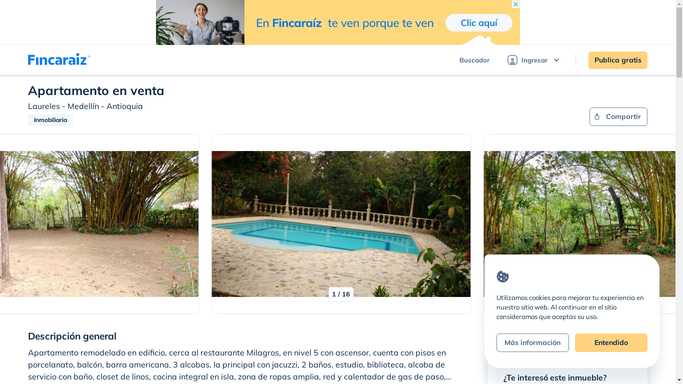 En Fincaraíz te ven porque te ven
Clic aquí
Fincaraíz
Buscador
Ingresar
Publica gratis
Apartamento en venta
Laureles - Medellín - Antioquia
Inmobiliaria
Compartir
1 / 16
Utilizamos cookies para mejorar tu experiencia en
nuestro sitio web. Al continuar en el sitio
consideramos que aceptas su uso.
Más información
Entendido
Descripción general
Apartamento remodelado en edificio, cerca al restaurante Milagros, en nivel 5 con ascensor, cuenta con pisos en
porcelanato, balcón, barra americana, 3 alcobas, la principal con jacuzzi, 2 baños, estudio, biblioteca, alcoba de
servicio con baño, closet de linos, cocina integral en isla, zona de ropas amplia, red y calentador de gas de paso,...
¿Te interesó este inmueble?